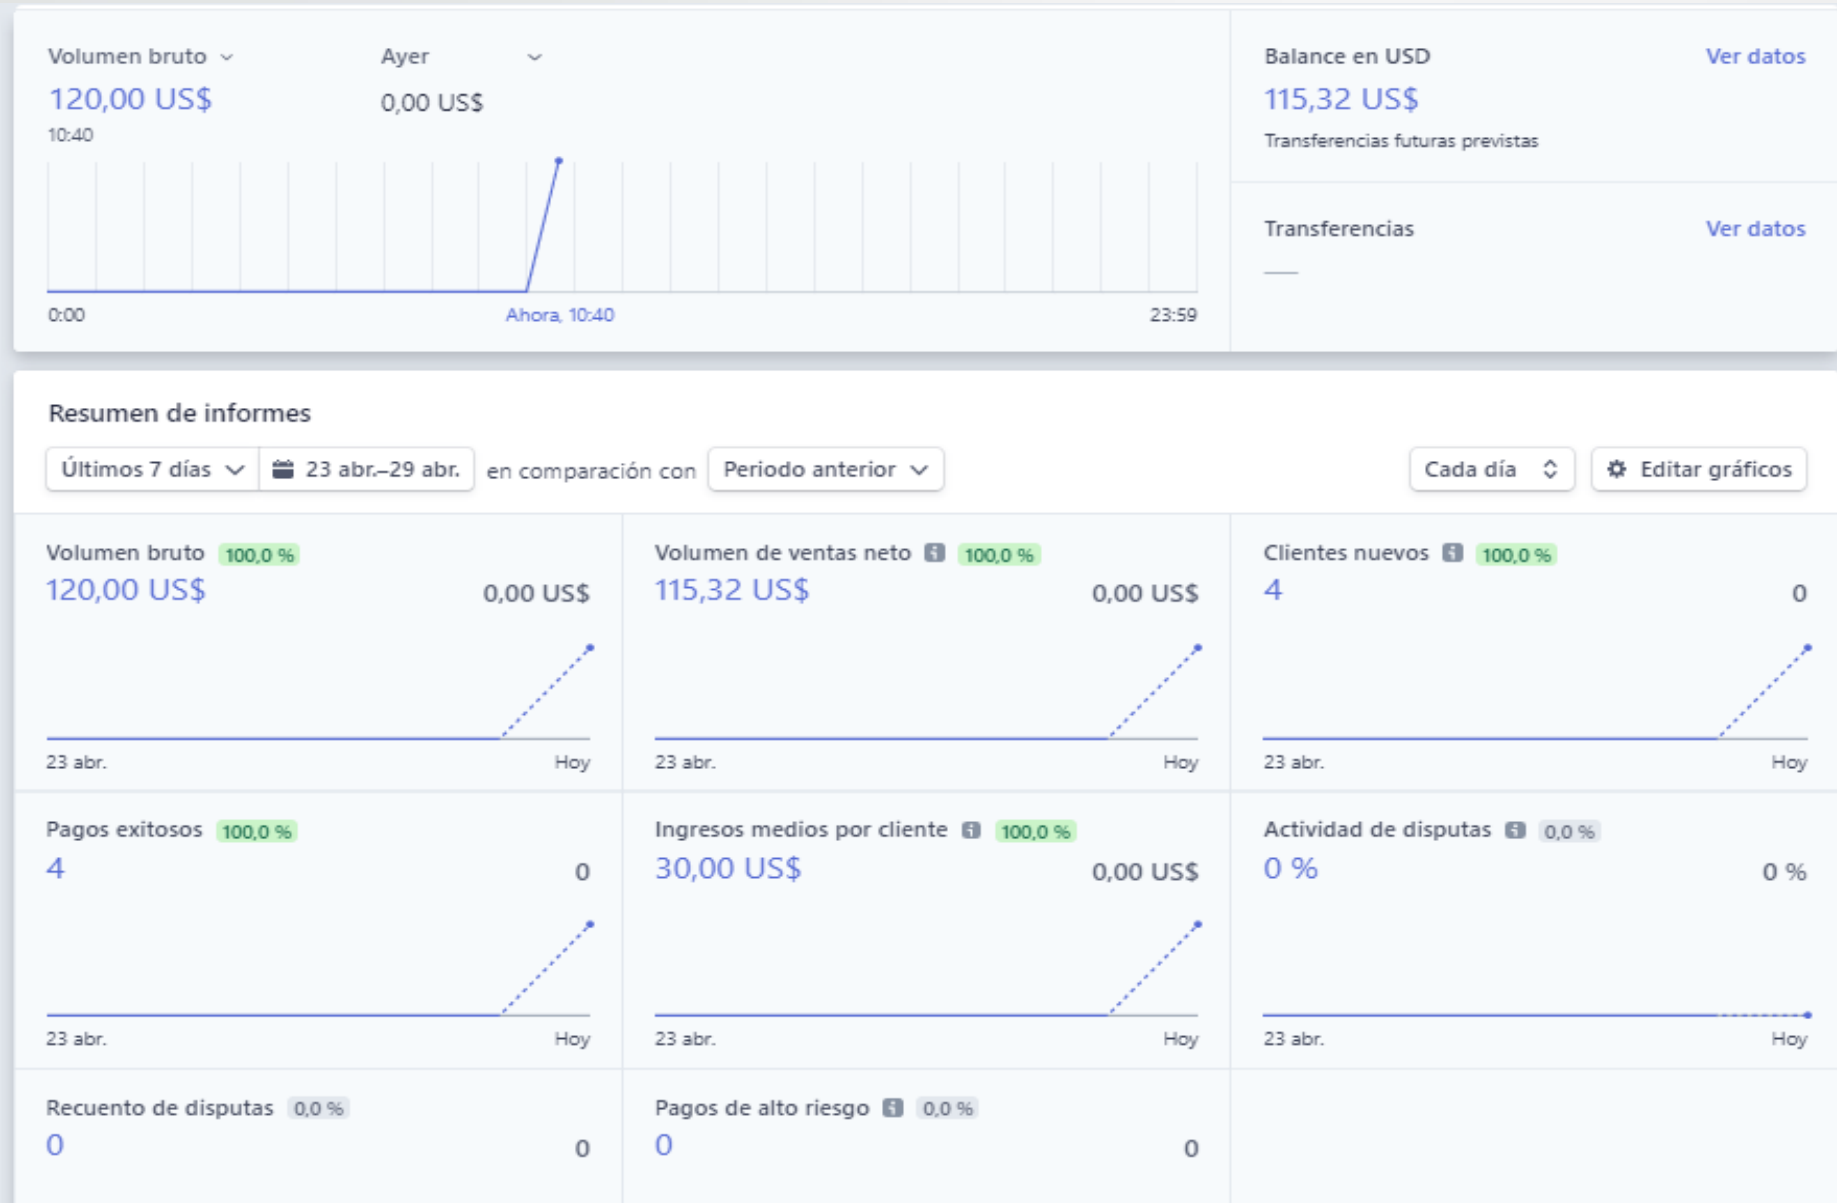 Volumen bruto
Ayer
120,00 US$
0,00 US$
10:40
0:00
Ahora, 10:40
23:59
Balance en USD
Ver datos
115,32 US$
Transferencias futuras previstas
Transferencias
Ver datos
Resumen de informes
Últimos 7 días
23 abr.–29 abr.
en comparación con
Periodo anterior
Cada día
Editar gráficos
Volumen bruto 100,0 %
120,00 US$
0,00 US$
23 abr.
Hoy
Volumen de ventas neto 100,0 %
115,32 US$
0,00 US$
23 abr.
Hoy
Clientes nuevos 100,0 %
4
0
23 abr.
Hoy
Pagos exitosos 100,0 %
4
0
23 abr.
Hoy
Ingresos medios por cliente 100,0 %
30,00 US$
0,00 US$
23 abr.
Hoy
Actividad de disputas 0,0 %
0 %
0 %
23 abr.
Hoy
Recuento de disputas 0,0 %
0
0
Pagos de alto riesgo 0,0 %
0
0